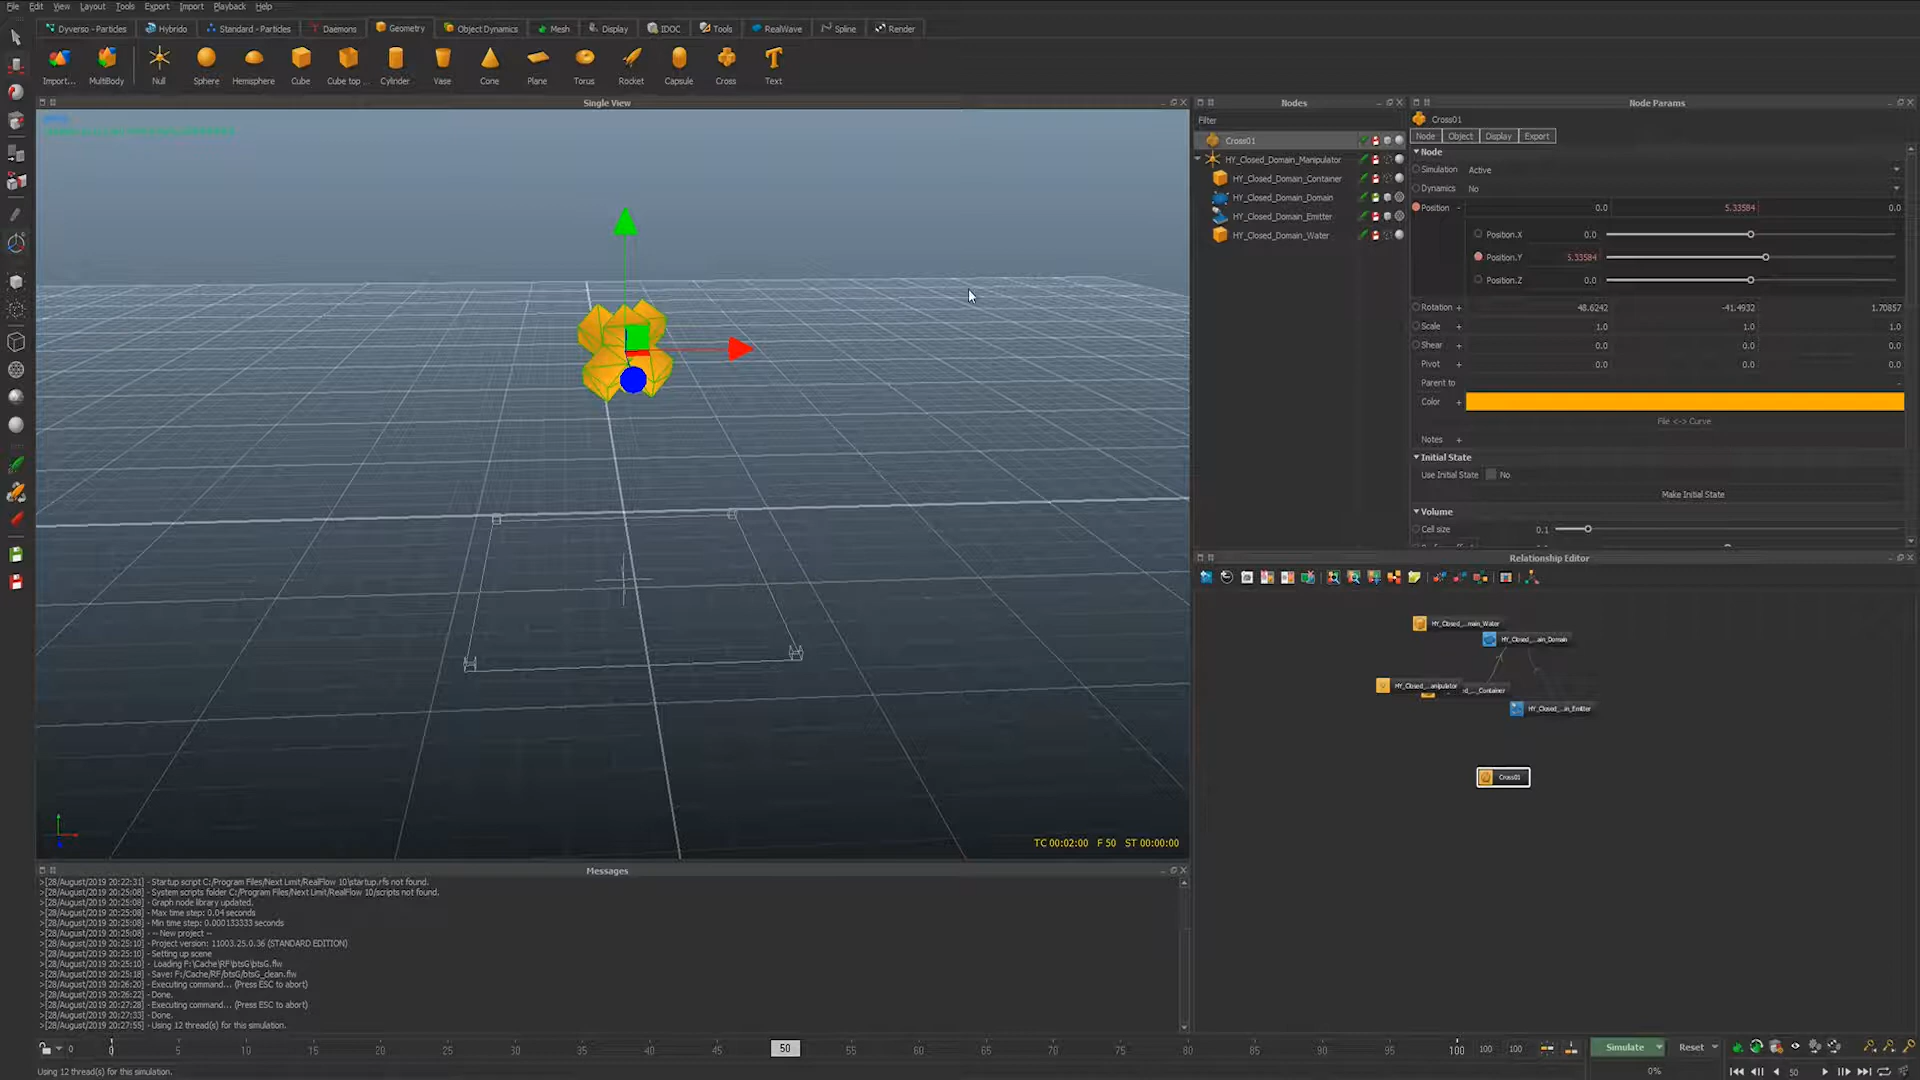 File Edit View Layout Tools Export Import Playback Help
Dyverso - Particles Hybrido Standard - Particles Daemons Geometry Object Dynamics Mesh Display IDOC Tools RealWave Spline Render
Import... MultiBody Null Sphere Hemisphere Cube Cube top ... Cylinder Vase Cone Plane Torus Rocket Capsule Cross Text
Single View
TC 00:02:00 F 50 ST 00:00:00
Nodes
Filter
Cross01
HY_Closed_Domain_Manipulator
HY_Closed_Domain_Container
HY_Closed_Domain_Domain
HY_Closed_Domain_Emitter
HY_Closed_Domain_Water
Node Params
Cross01
Node Object Display Export
Node
Simulation Active
Dynamics No
Position - 0.0 5.33584 0.0
Position.X 0.0
Position.Y 5.33584
Position.Z 0.0
Rotation + 48.6242 -41.4932 1.70857
Scale + 1.0 1.0 1.0
Shear + 0.0 0.0 0.0
Pivot + 0.0 0.0 0.0
Parent to -
Color +
File <-> Curve
Notes +
Initial State
Use Initial State No
Make Initial State
Volume
Cell size 0.1
Relationship Editor
HY_Closed_...main_Water
HY_Closed_...ain_Domain
HY_Closed_...anipulator
ed_..._Container
HY_Closed_...in_Emitter
Cross01
Messages
>[28/August/2019 20:22:31] - Startup script C:/Program Files/Next Limit/RealFlow 10/startup.rfs not found.
>[28/August/2019 20:25:08] - System scripts folder C:/Program Files/Next Limit/RealFlow 10/scripts not found.
>[28/August/2019 20:25:08] - Graph node library updated.
>[28/August/2019 20:25:08] - Max time step: 0.04 seconds
>[28/August/2019 20:25:08] - Min time step: 0.000133333 seconds
>[28/August/2019 20:25:08] - -- New project --
>[28/August/2019 20:25:10] - Project version: 11003.25.0.36 (STANDARD EDITION)
>[28/August/2019 20:25:10] - Setting up scene
>[28/August/2019 20:25:10] - Loading F:\Cache\RF\btsG\btsG.flw
>[28/August/2019 20:25:18] - Save: F:/Cache/RF/btsG/btsG_clean.flw
>[28/August/2019 20:26:20] - Executing command... (Press ESC to abort)
>[28/August/2019 20:26:22] - Done.
>[28/August/2019 20:27:28] - Executing command... (Press ESC to abort)
>[28/August/2019 20:27:33] - Done.
>[28/August/2019 20:27:55] - Using 12 thread(s) for this simulation.
0 0 5 10 15 20 25 30 35 40 45 50 55 60 65 70 75 80 85 90 95 100 100 100
Simulate Reset
Using 12 thread(s) for this simulation.
0% 50